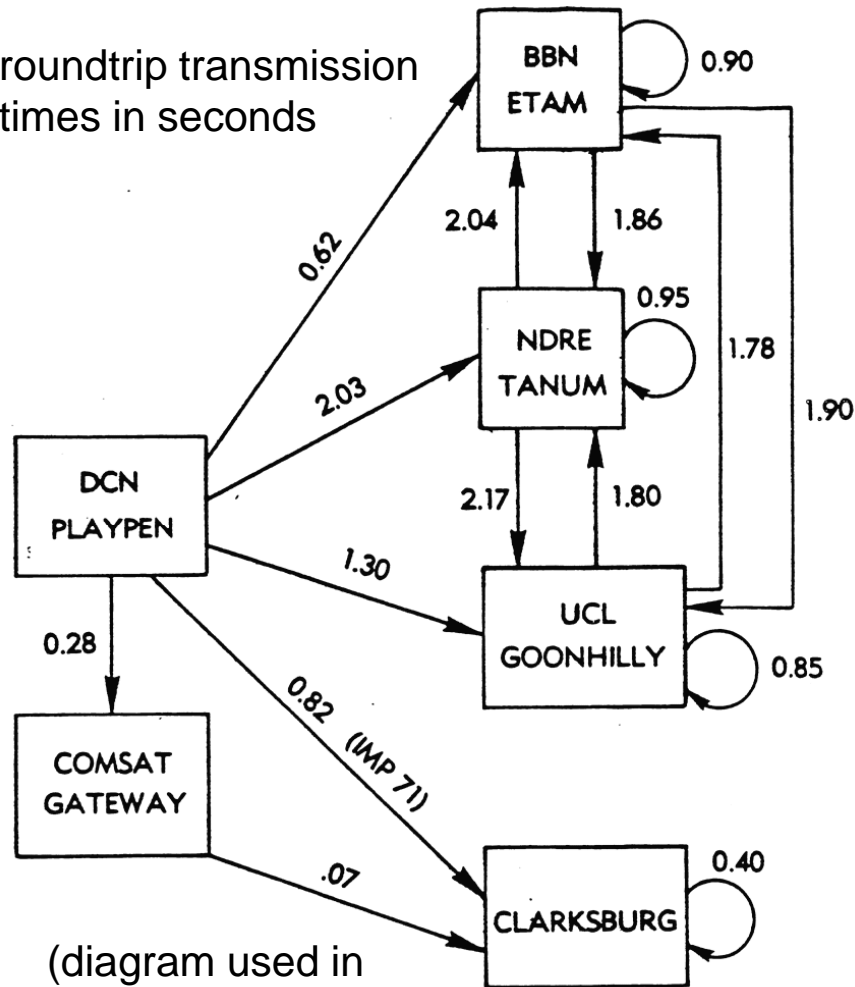 roundtrip transmission
times in seconds
BBN
ETAM
0.90
0.62
2.04
1.86
NDRE
TANUM
0.95
1.78
1.90
2.03
DCN
PLAYPEN
2.17
1.80
1.30
UCL
GOONHILLY
0.85
0.28
0.82
(IMP 71)
COMSAT
GATEWAY
.07
CLARKSBURG
0.40
(diagram used in